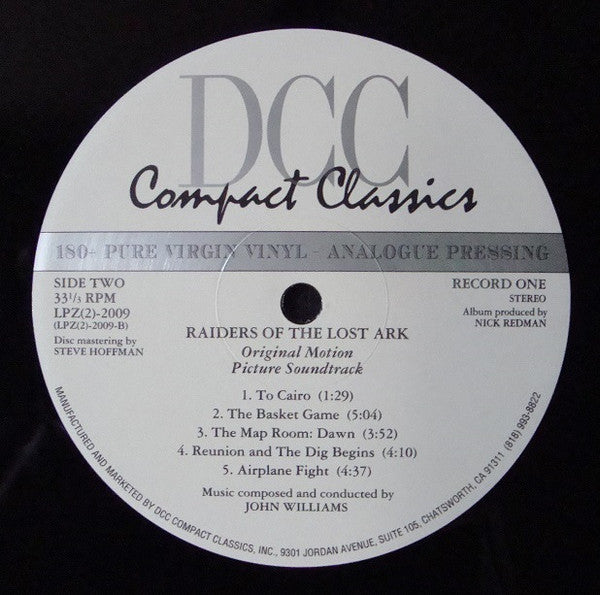 DCC
Compact Classics
180- PURE VIRGIN VINYL - ANALOGUE PRESSING
SIDE TWO
33 1/3 RPM
LPZ(2)-2009
(LPZ(2)-2009-B)
Disc mastering by
STEVE HOFFMAN
RECORD ONE
STEREO
Album produced by
NICK REDMAN
RAIDERS OF THE LOST ARK
Original Motion
Picture Soundtrack
1. To Cairo (1:29)
2. The Basket Game (5:04)
3. The Map Room: Dawn (3:52)
4. Reunion and The Dig Begins (4:10)
5. Airplane Fight (4:37)
Music composed and conducted by
JOHN WILLIAMS
MANUFACTURED AND MARKETED BY DCC COMPACT CLASSICS, INC., 9301 JORDAN AVENUE, SUITE 105, CHATSWORTH, CA 91311 (818) 993-8822